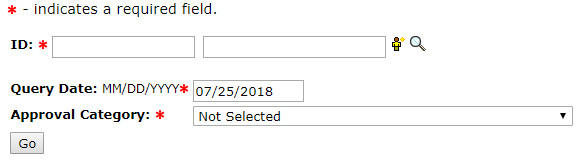 * - indicates a required field.
ID: *
Query Date: MM/DD/YYYY* 07/25/2018
Approval Category: * Not Selected
Go